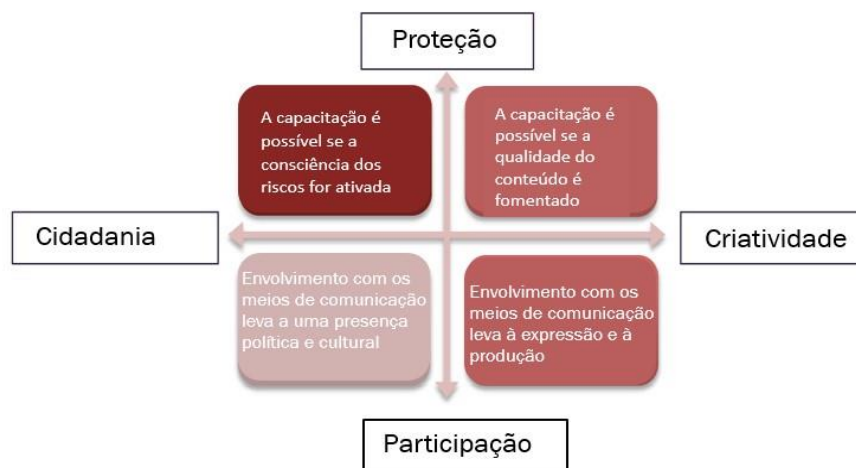 Proteção
A capacitação é
possível se a
consciência dos
riscos for ativada
A capacitação é
possível se a
qualidade do
conteúdo é
fomentado
Cidadania
Criatividade
Envolvimento com os
meios de comunicação
leva a uma presença
política e cultural
Envolvimento com os
meios de comunicação
leva à expressão e à
produção
Participação